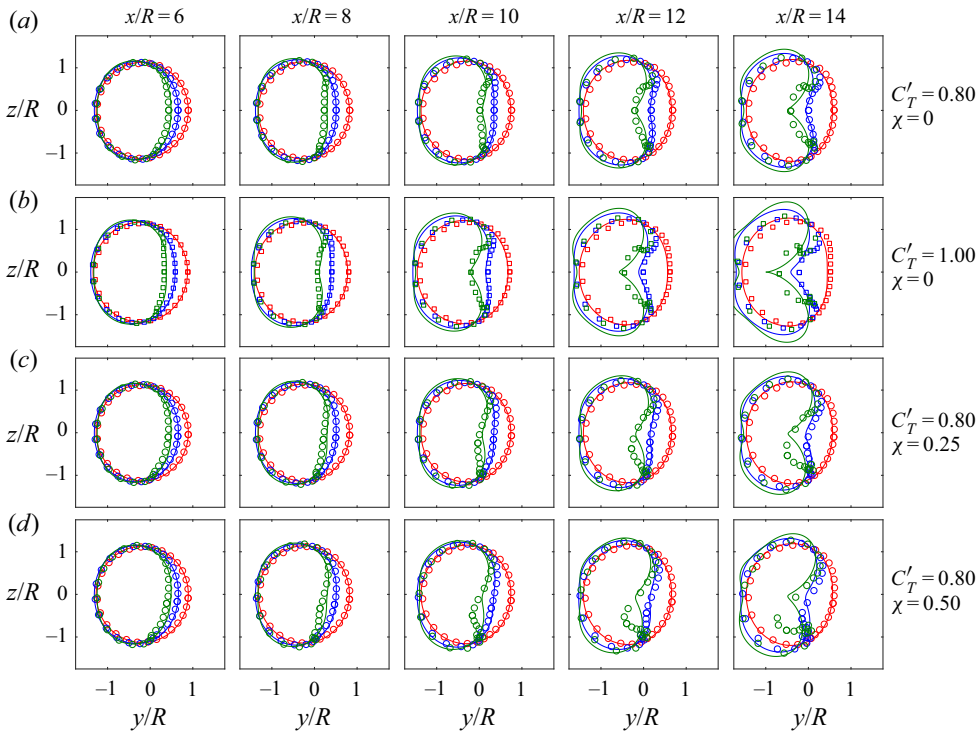 (a) x/R = 6 x/R = 8 x/R = 10 x/R = 12 x/R = 14
1
z/R 0
−1
C′T = 0.80
χ = 0
(b)
1
z/R 0
−1
C′T = 1.00
χ = 0
(c)
1
z/R 0
−1
C′T = 0.80
χ = 0.25
(d)
1
z/R 0
−1
C′T = 0.80
χ = 0.50
−1 0 1 −1 0 1 −1 0 1 −1 0 1 −1 0 1
y/R y/R y/R y/R y/R